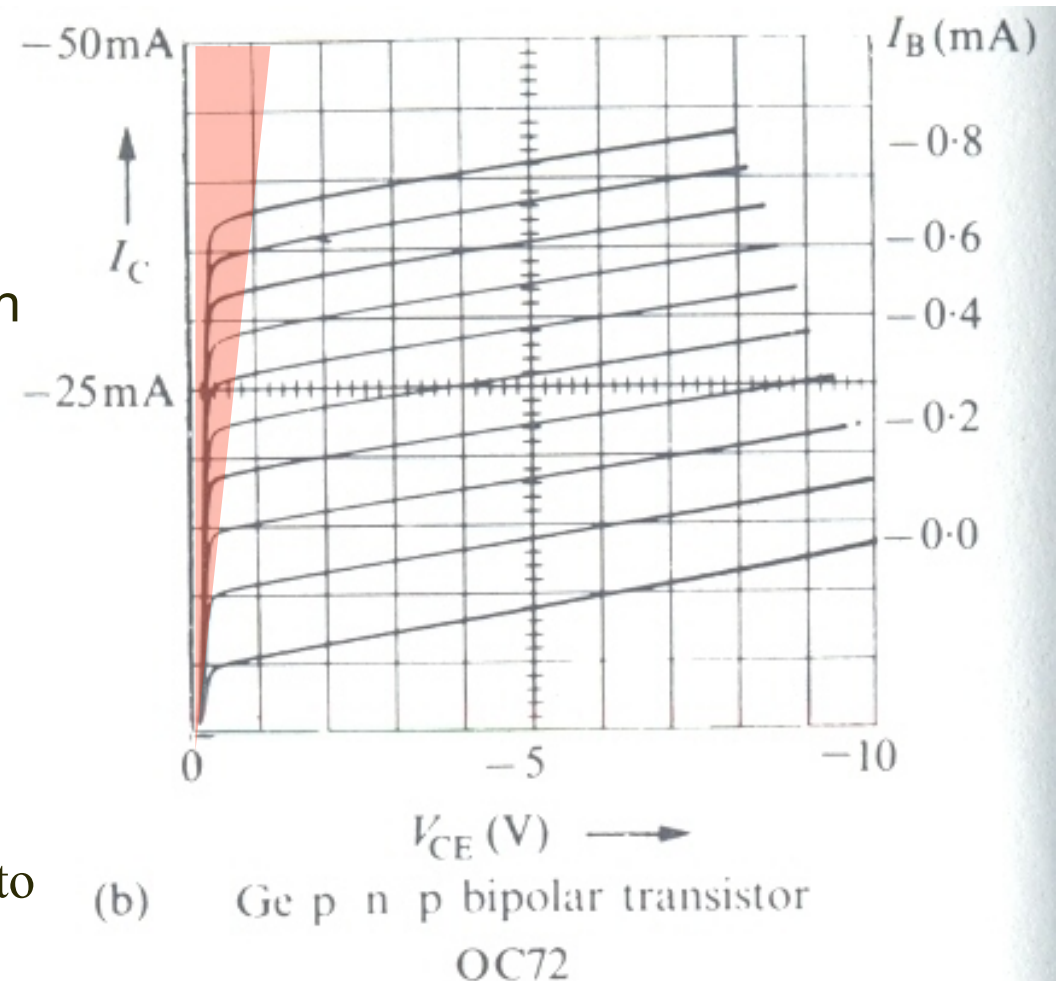 −50mA
I_B (mA)
−0·8
I_C
−0·6
n
−0·4
−25mA
−0·2
−0·0
0
−5
−10
V_CE (V)
to
(b) Ge p n p bipolar transistor
OC72